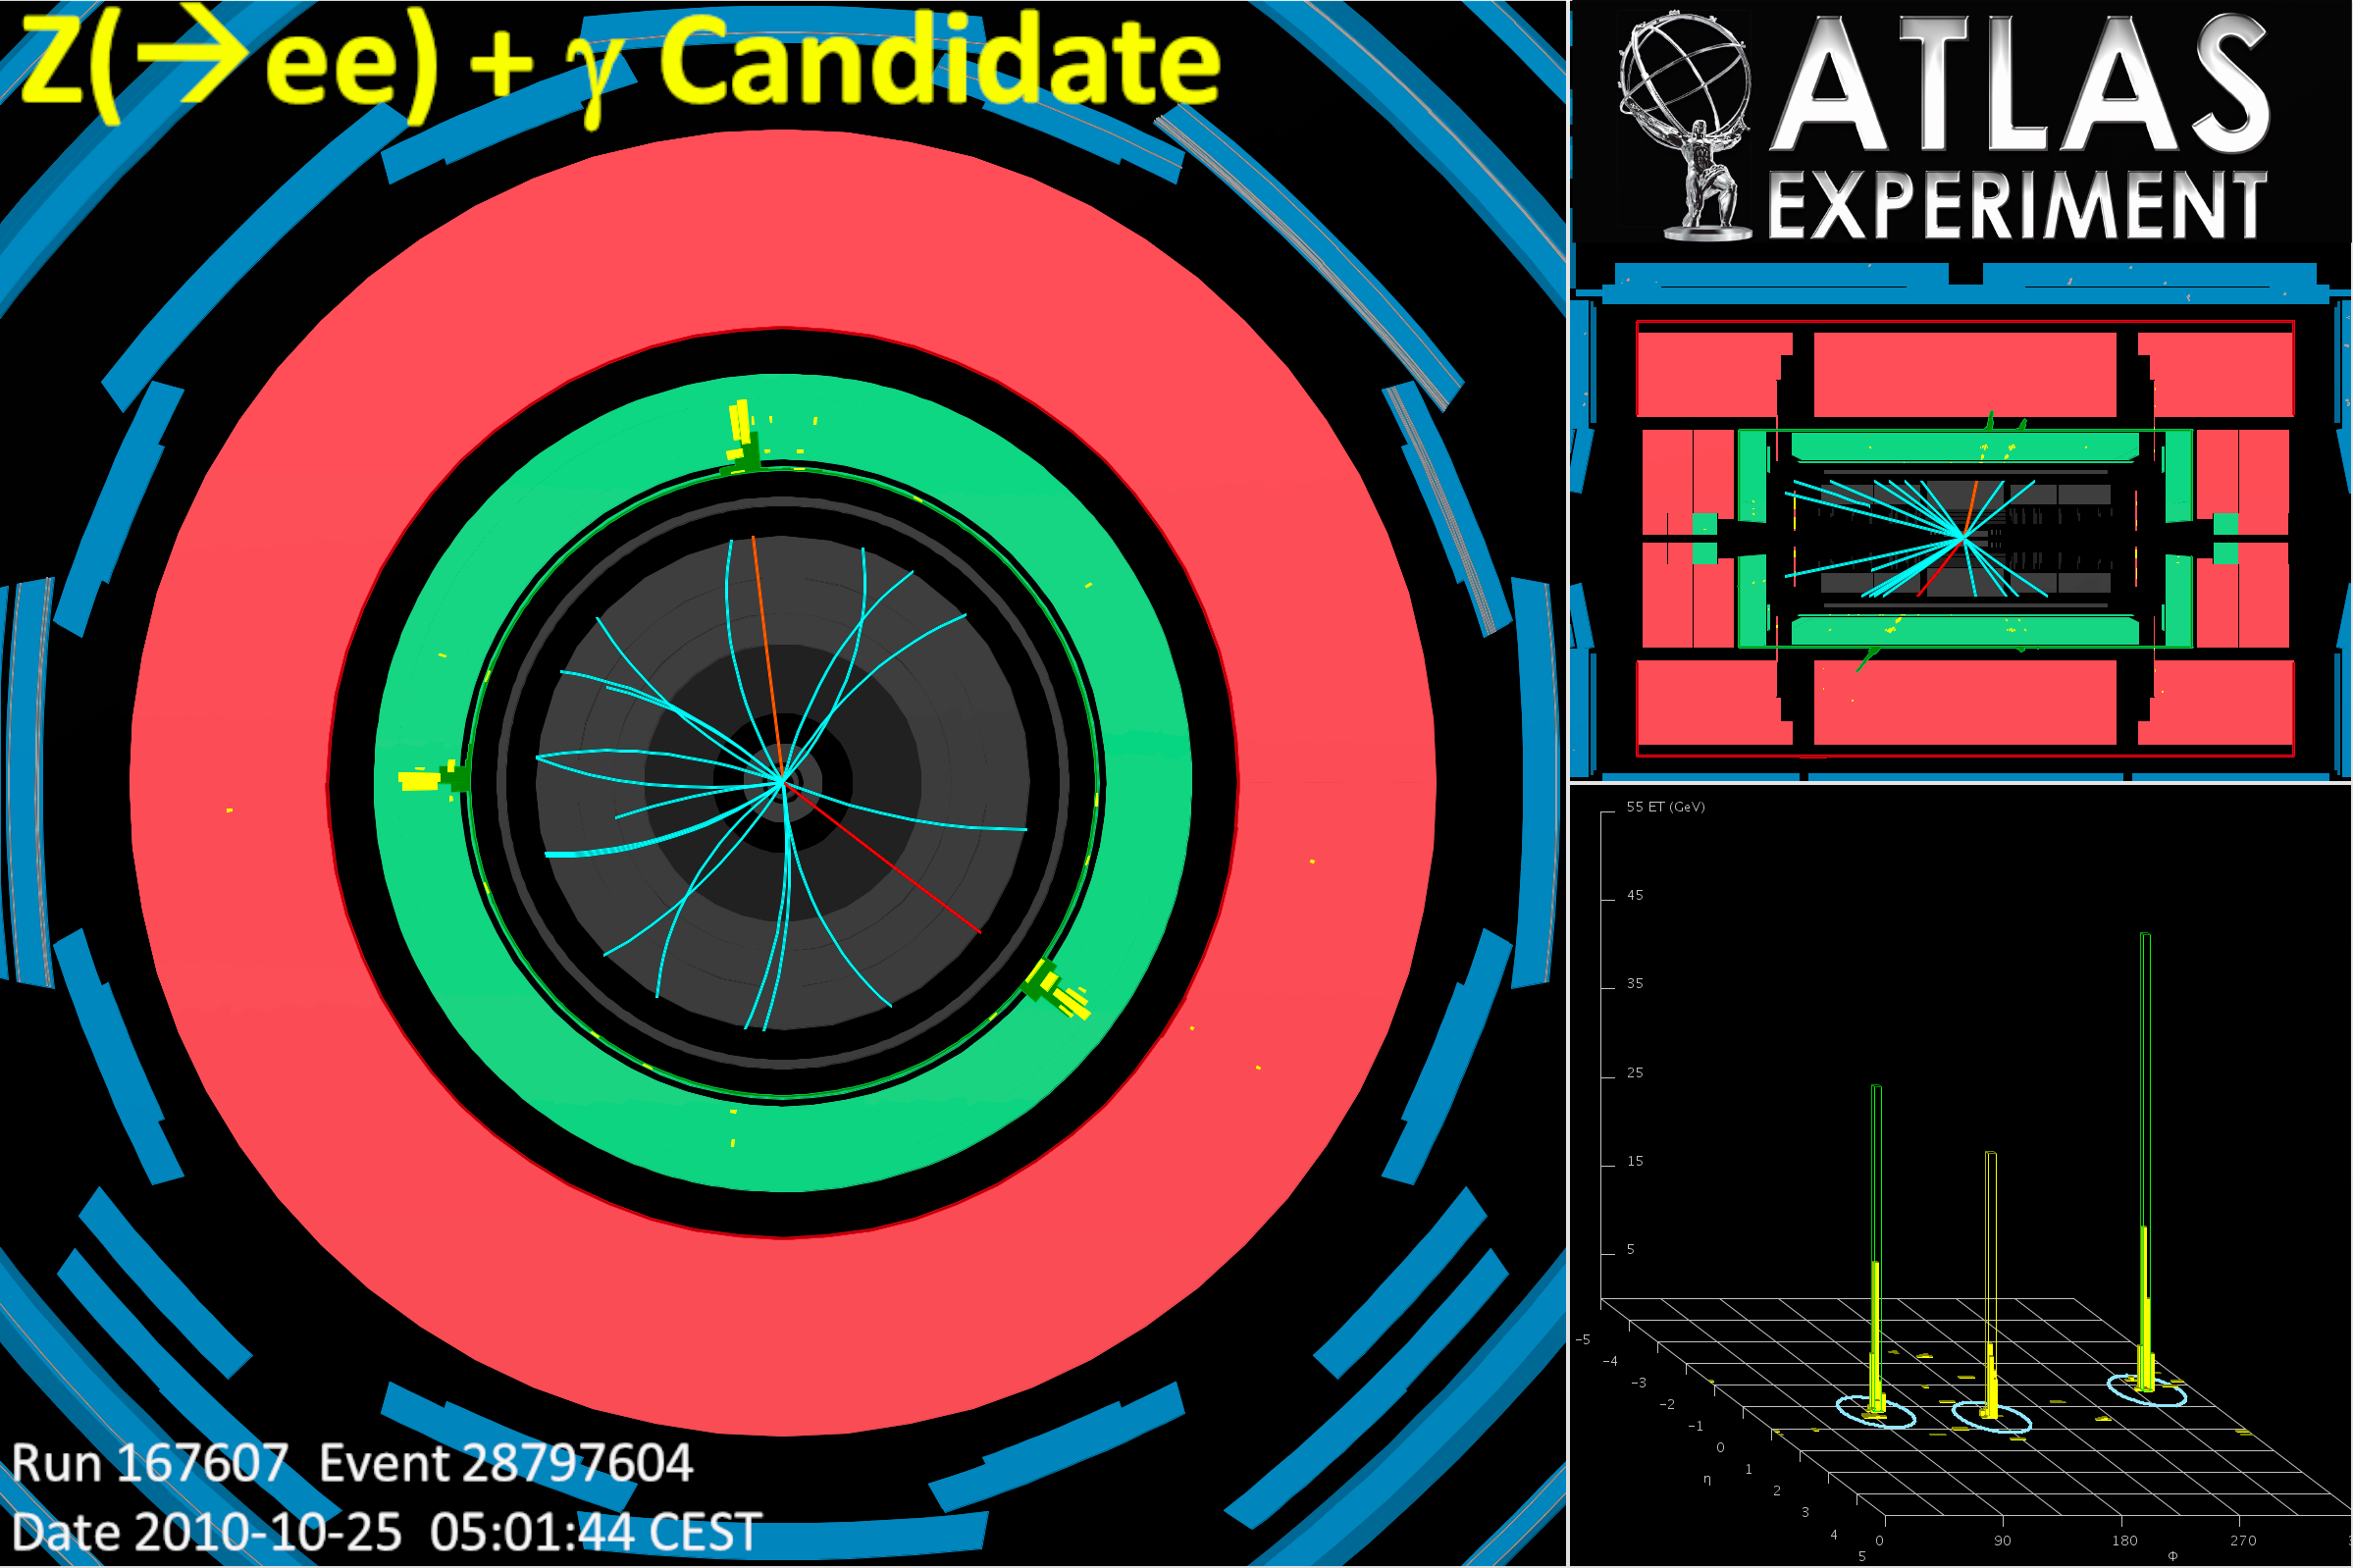 Z(→ee) + γ Candidate
ATLAS
EXPERIMENT
55 ET (GeV)
45
35
25
15
5
-5
-4
-3
-2
-1
0
η
1
2
3
4
5
0
90
180
270
Φ
Run 167607 Event 28797604
Date 2010-10-25 05:01:44 CEST